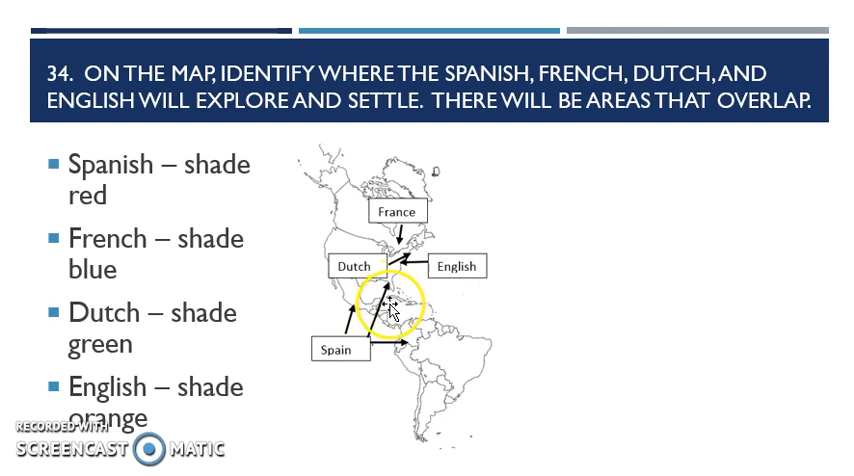 34. ON THE MAP, IDENTIFY WHERE THE SPANISH, FRENCH, DUTCH, AND
ENGLISH WILL EXPLORE AND SETTLE. THERE WILL BE AREAS THAT OVERLAP.
Spanish – shade
red
French – shade
blue
Dutch – shade
green
English – shade
orange
France
Dutch
English
Spain
RECORDED WITH
SCREENCAST MATIC